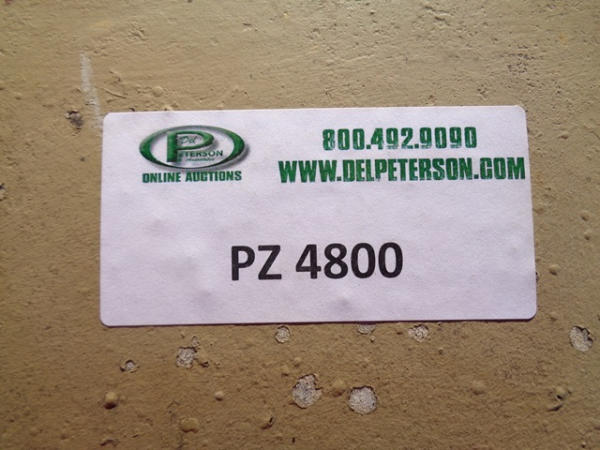 Del
PETERSON
ONLINE AUCTIONS
800.492.9090
WWW.DELPETERSON.COM
PZ 4800